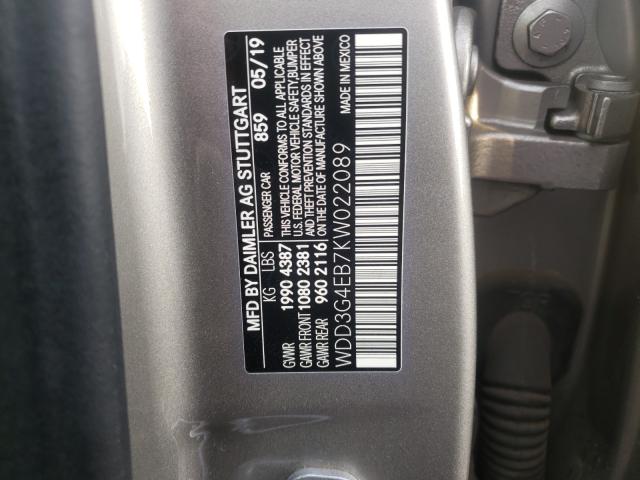 MFD BY DAIMLER AG STUTTGART
PASSENGER CAR 859 05/19
KG LBS
GVWR 1990 4387
GAWR FRONT 1080 2381
GAWR REAR 960 2116
THIS VEHICLE CONFORMS TO ALL APPLICABLE
U.S. FEDERAL MOTOR VEHICLE SAFETY,BUMPER
AND THEFT PREVENTION STANDARDS IN EFFECT
ON THE DATE OF MANUFACTURE SHOWN ABOVE
WDD3G4EB7KW022089 MADE IN MEXICO